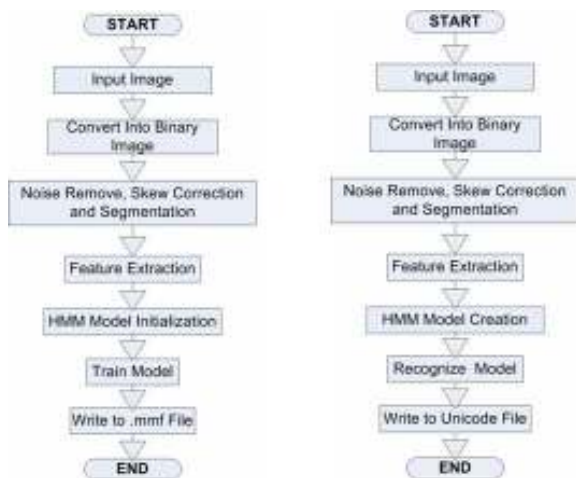 START
Input Image
Convert Into Binary
Image
Noise Remove, Skew Correction
and Segmentation
Feature Extraction
HMM Model Initialization
Train Model
Write to .mmf File
END
START
Input Image
Convert Into Binary
Image
Noise Remove, Skew Correction
and Segmentation
Feature Extraction
HMM Model Creation
Recognize Model
Write to Unicode File
END